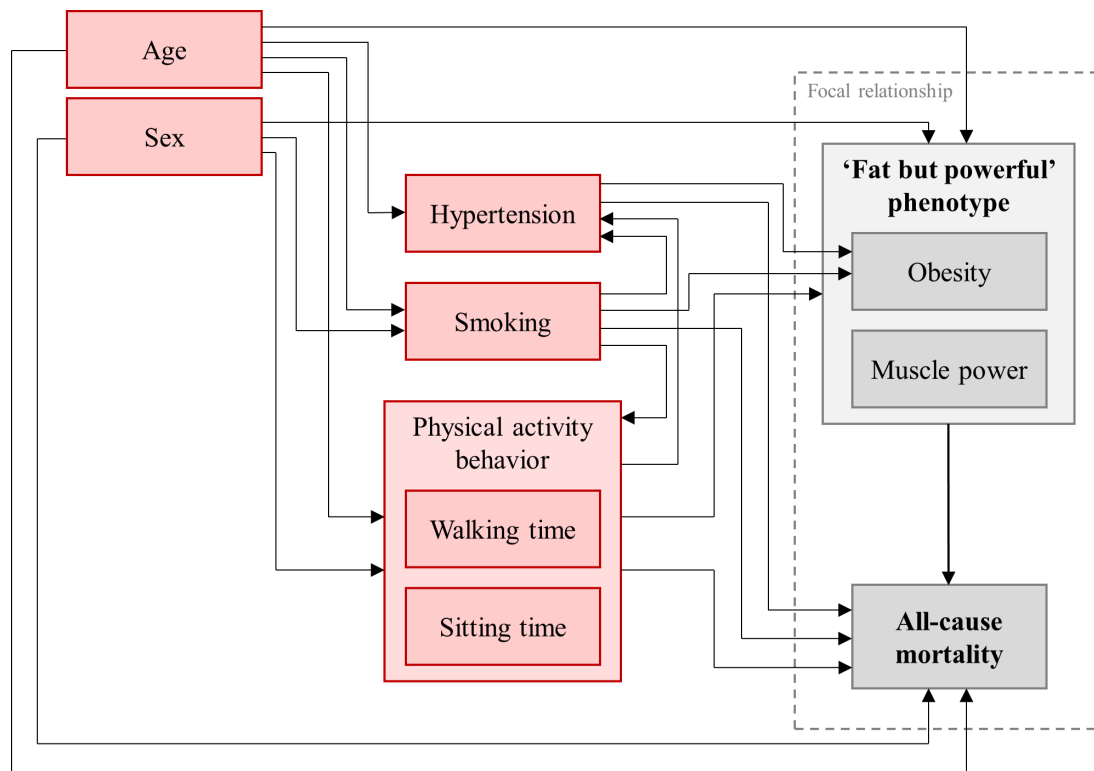 Age
Sex
Focal relationship
‘Fat but powerful’
phenotype
Hypertension
Obesity
Smoking
Muscle power
Physical activity
behavior
Walking time
Sitting time
All-cause
mortality